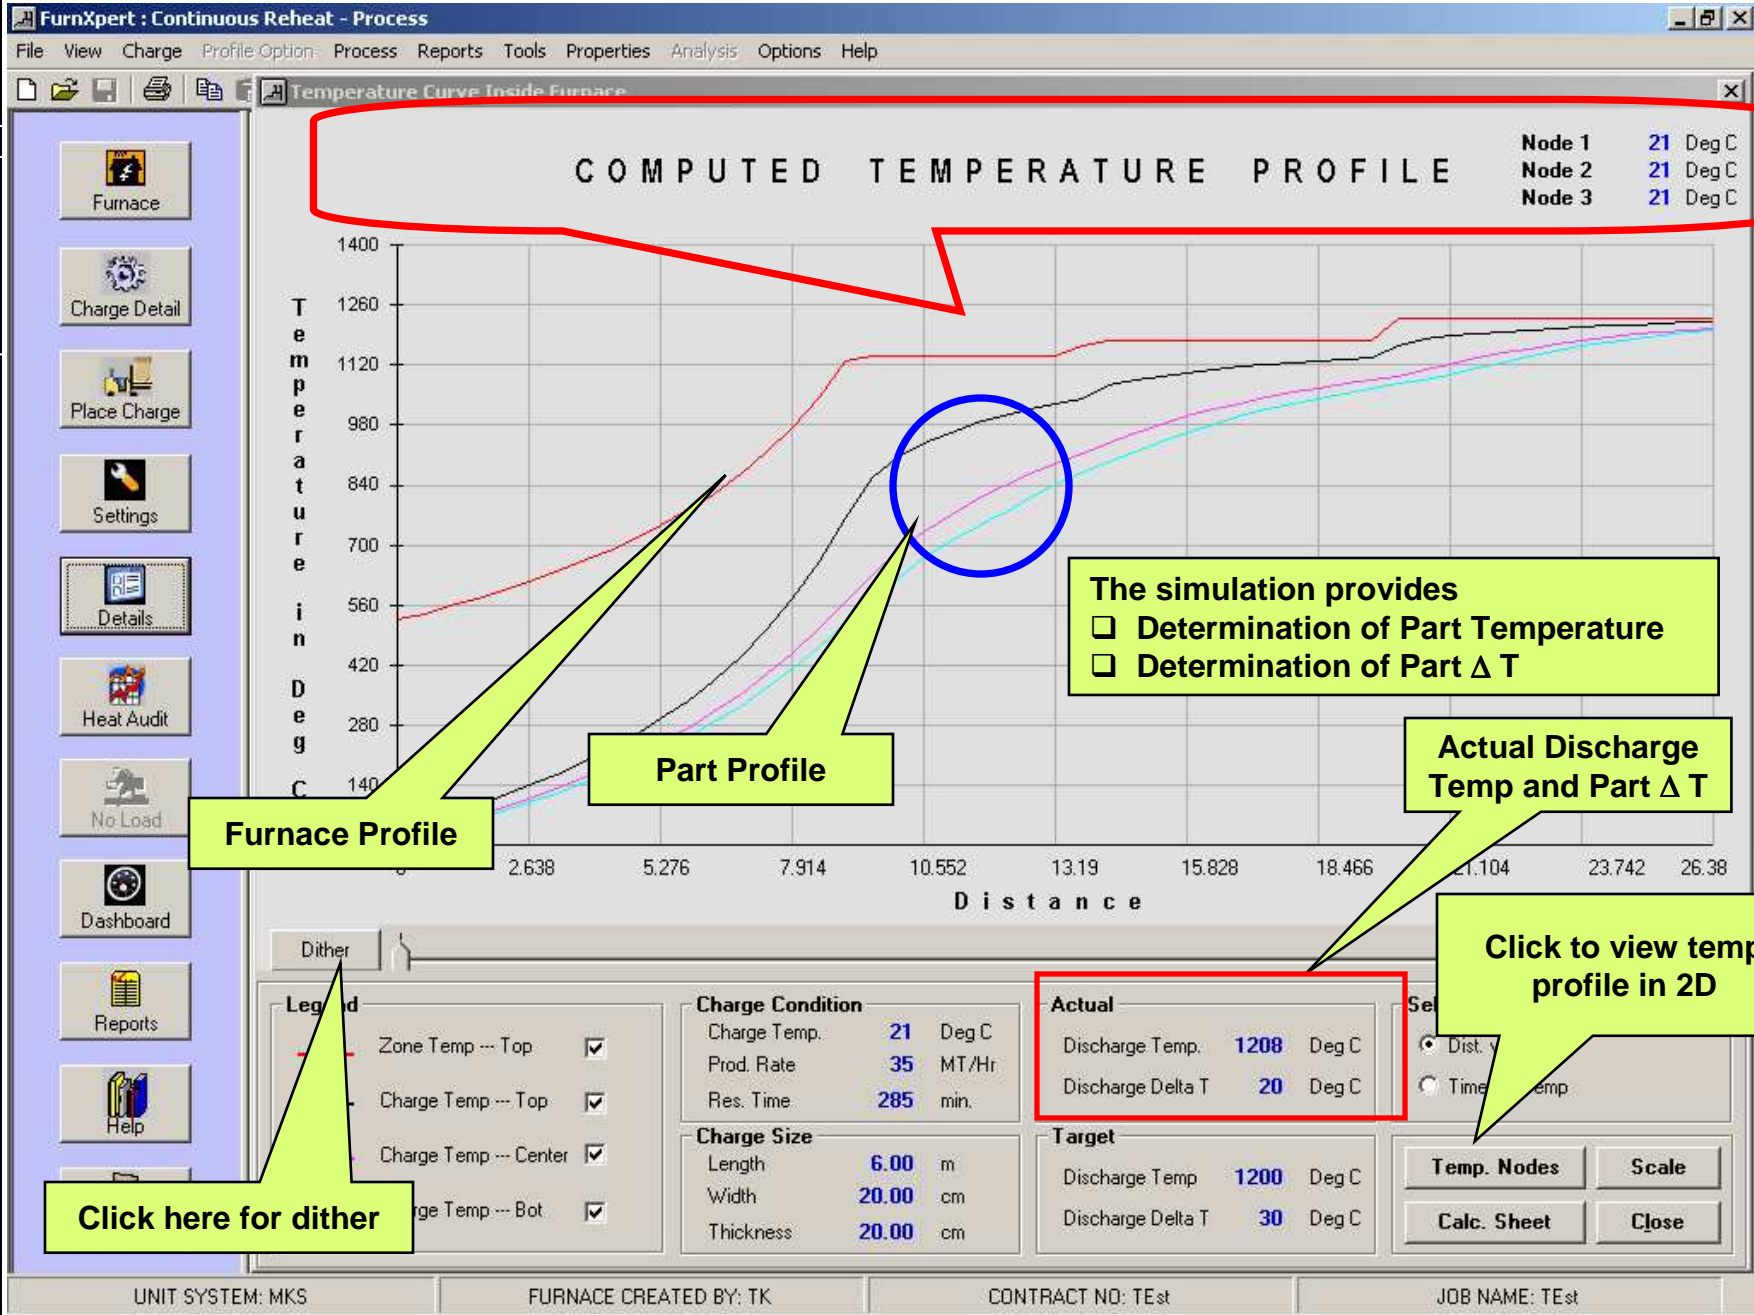 FurnXpert : Continuous Reheat - Process
File View Charge Profile Option Process Reports Tools Properties Analysis Options Help
Temperature Curve Inside Furnace
COMPUTED TEMPERATURE PROFILE
Node 1 21 Deg C
Node 2 21 Deg C
Node 3 21 Deg C
Furnace
Charge Detail
Place Charge
Settings
Details
Heat Audit
No Load
Dashboard
Reports
Help
Temperature in Deg C
1400
1260
1120
980
840
700
560
420
280
140
0 2.638 5.276 7.914 10.552 13.19 15.828 18.466 21.104 23.742 26.38
Distance
The simulation provides
❑ Determination of Part Temperature
❑ Determination of Part Δ T
Part Profile
Furnace Profile
Actual Discharge
Temp and Part Δ T
Click to view temp
profile in 2D
Click here for dither
Dither
Legend
Zone Temp --- Top
Charge Temp --- Top
Charge Temp --- Center
rge Temp --- Bot
Charge Condition
Charge Temp. 21 Deg C
Prod. Rate 35 MT/Hr
Res. Time 285 min.
Charge Size
Length 6.00 m
Width 20.00 cm
Thickness 20.00 cm
Actual
Discharge Temp. 1208 Deg C
Discharge Delta T 20 Deg C
Target
Discharge Temp 1200 Deg C
Discharge Delta T 30 Deg C
Sel
Dist. v
Time emp
Temp. Nodes Scale
Calc. Sheet Close
UNIT SYSTEM: MKS FURNACE CREATED BY: TK CONTRACT NO: TEst JOB NAME: TEst